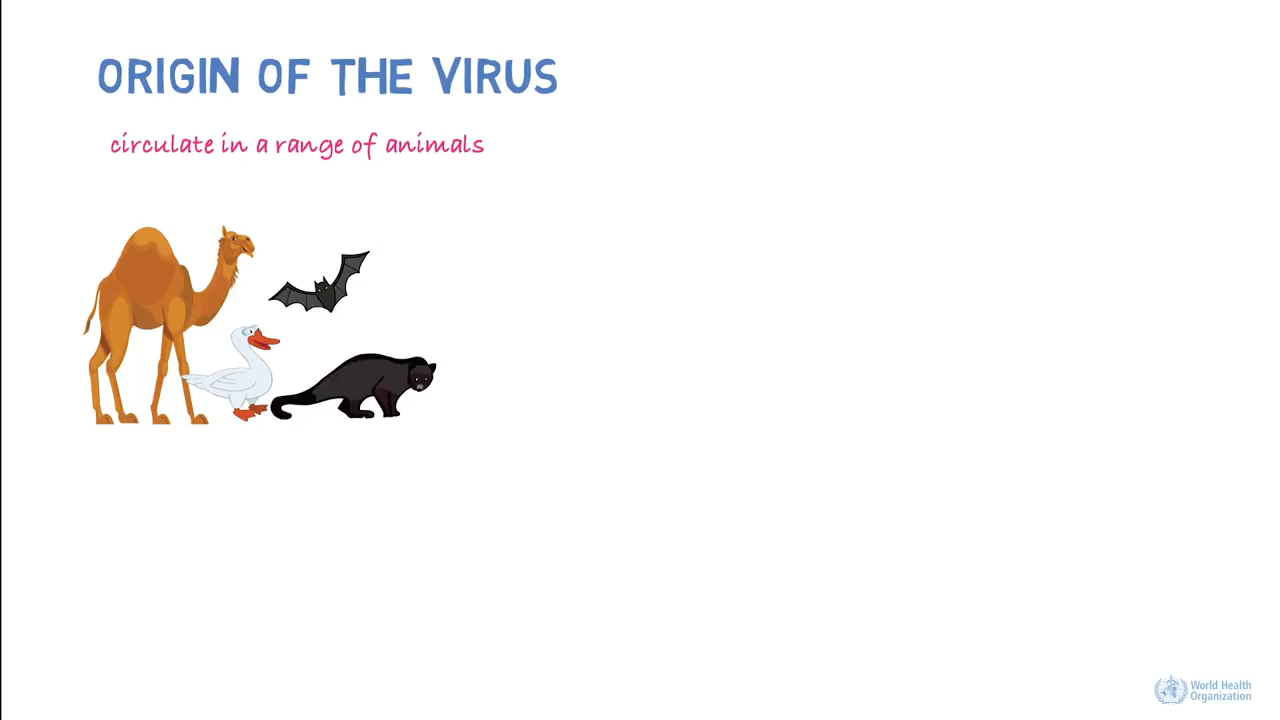 ORIGIN OF THE VIRUS
circulate in a range of animals
World Health
Organization